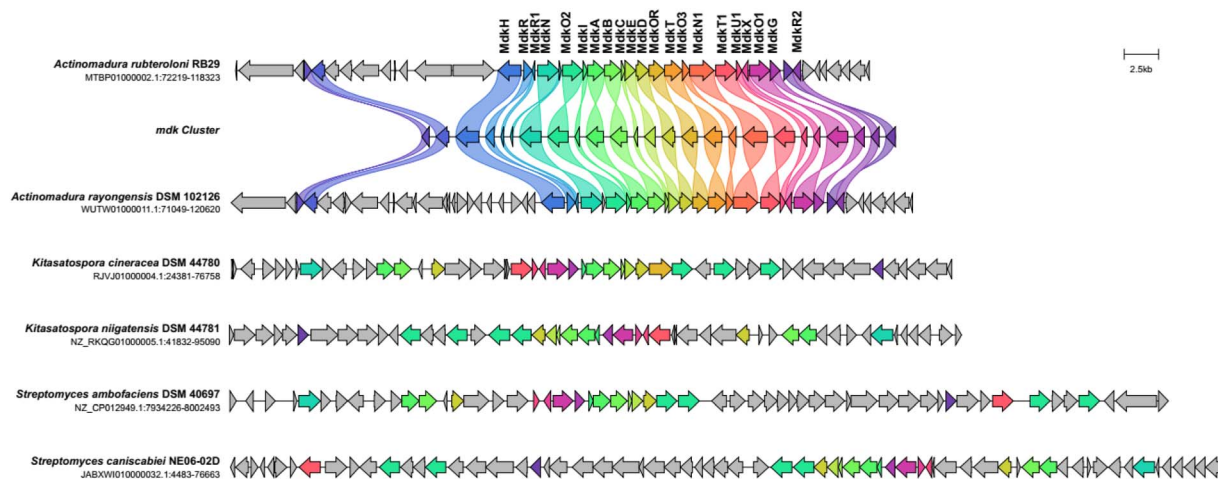 MdkH
MdkR
MdkR1
MdkN
MdkO2
MdkI
MdkA
MdkB
MdkC
MdkE
MdkD
MdkOR
MdkT
MdkO3
MdkN1
MdkT1
MdkU1
MdkX
MdkO1
MdkG
MdkR2
Actinomadura rubteroloni RB29
MTBP01000002.1:72219-118323
2.5kb
mdk Cluster
Actinomadura rayongensis DSM 102126
WUTW01000011.1:71049-120620
Kitasatospora cineracea DSM 44780
RJVJ01000004.1:24381-76758
Kitasatospora niigatensis DSM 44781
NZ_RKQG01000005.1:41832-95090
Streptomyces ambofaciens DSM 40697
NZ_CP012949.1:7934226-8002493
Streptomyces caniscabiei NE06-02D
JABXWI010000032.1:4483-76663